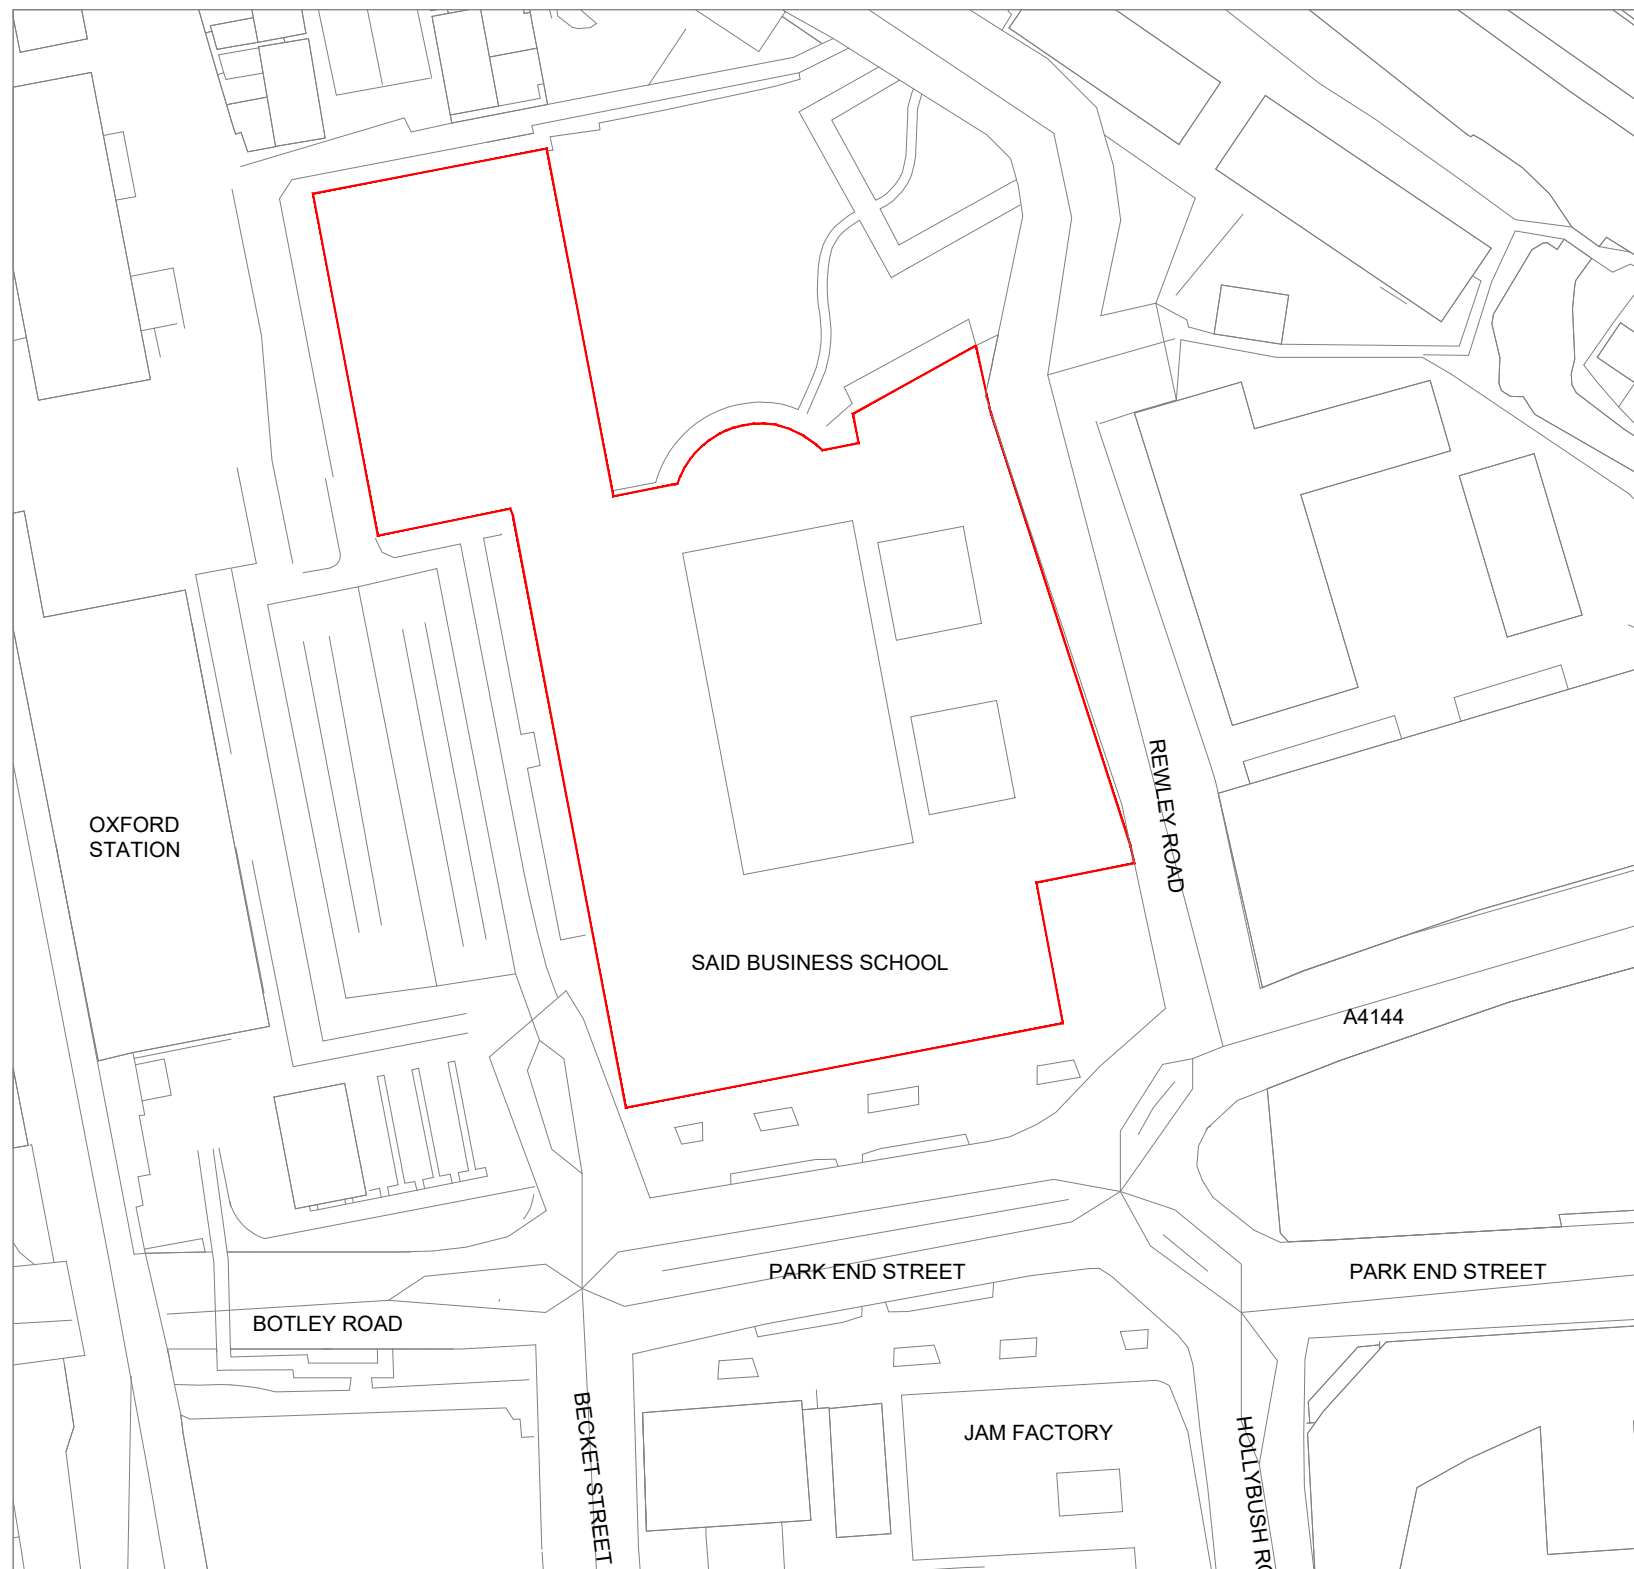 OXFORD
STATION
REWLEY ROAD
SAID BUSINESS SCHOOL
A4144
PARK END STREET
PARK END STREET
BOTLEY ROAD
BECKET STREET
JAM FACTORY
HOLLYBUSH